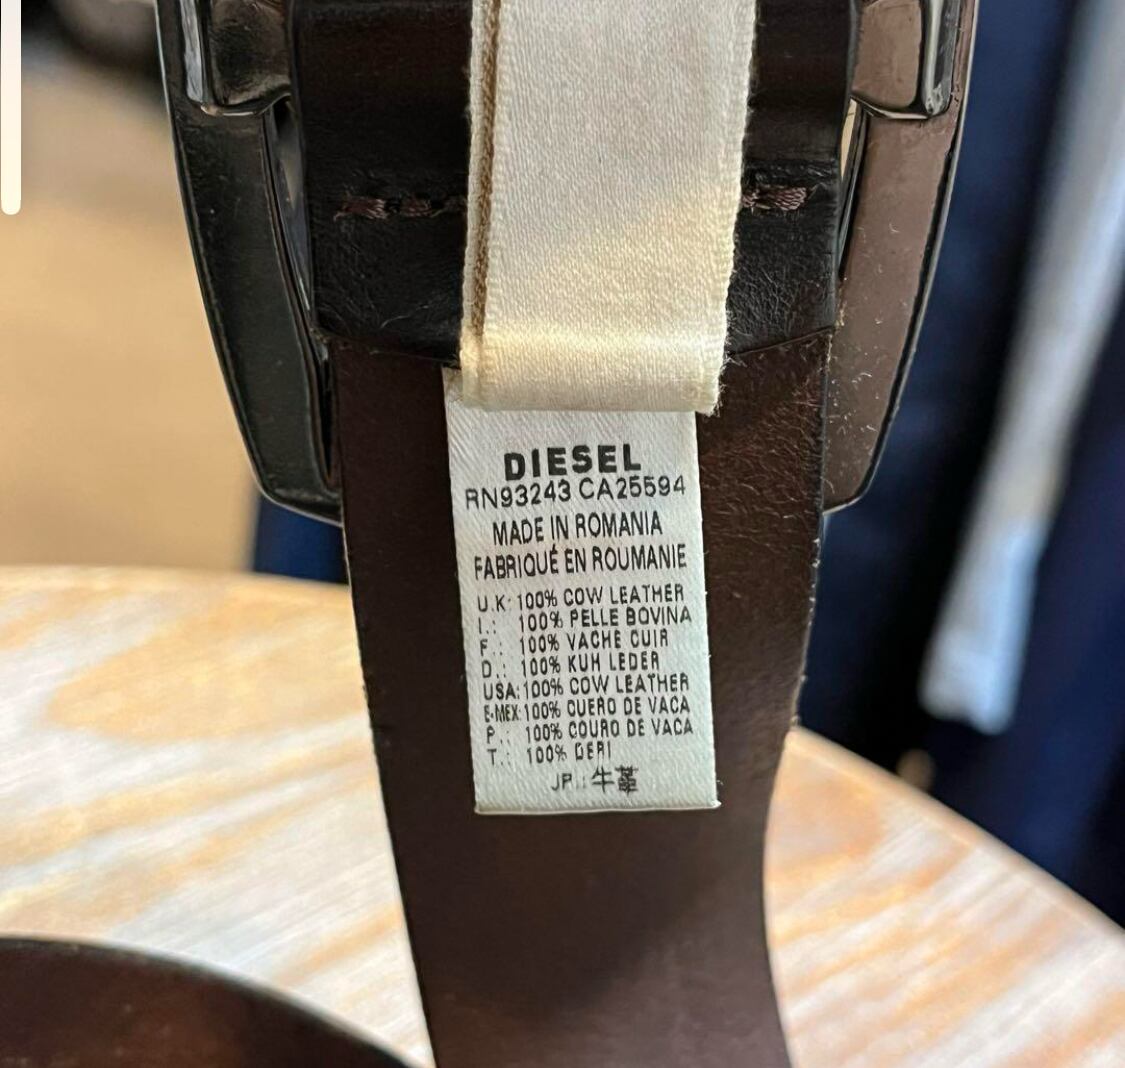 DIESEL
RN93243 CA25594
MADE IN ROMANIA
FABRIQUÉ EN ROUMANIE
U.K: 100% COW LEATHER
I.: 100% PELLE BOVINA
F.: 100% VACHE CUIR
D.: 100% KUH LEDER
USA: 100% COW LEATHER
E-MEX: 100% CUERO DE VACA
P.: 100% COURO DE VACA
T.: 100% DERI
JP.: 牛革